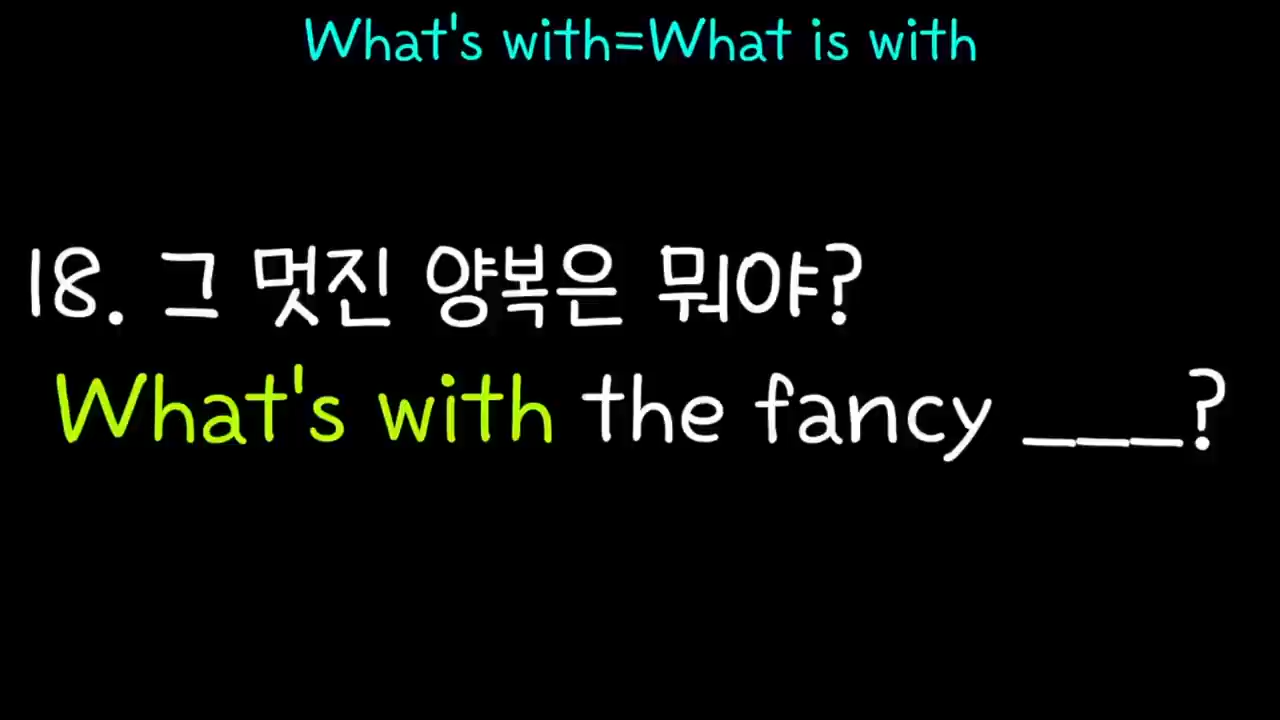 What's with=What is with
18. 그 멋진 양복은 뭐야?
What's with the fancy ___?